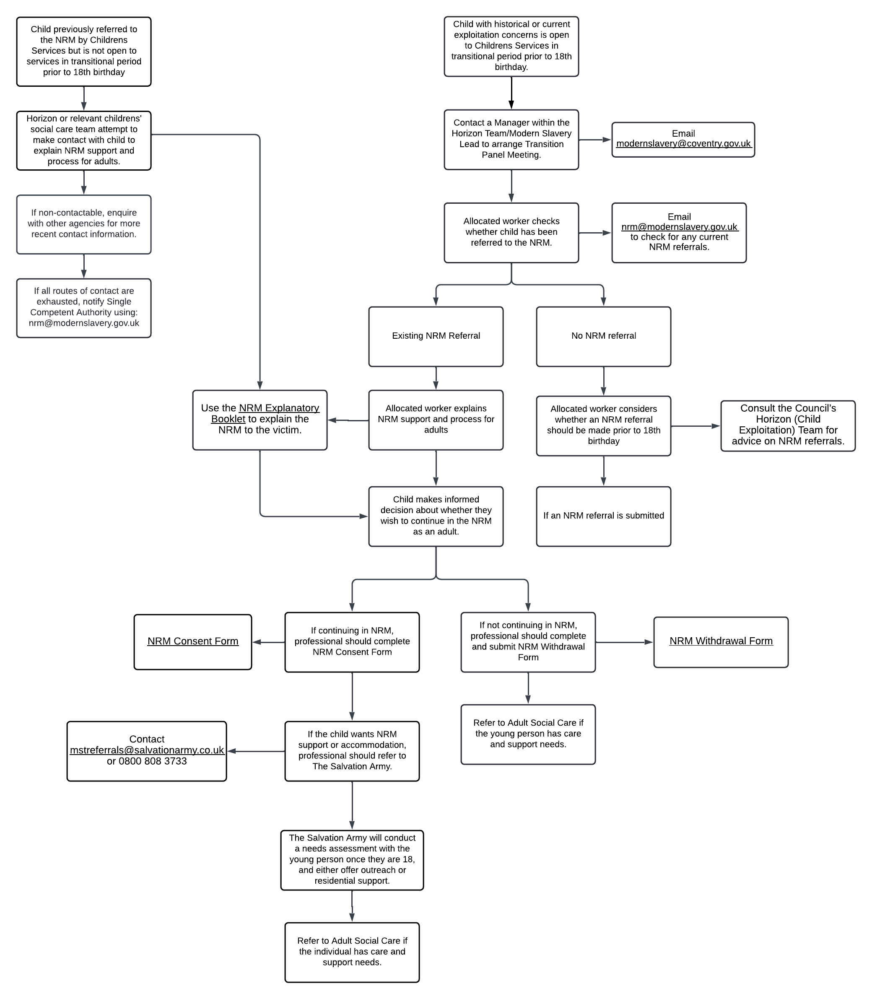 Child previously referred to
the NRM by Childrens
Services but is not open to
services in transitional period
prior to 18th birthday
Child with historical or current
exploitation concerns is open
to Childrens Services in
transitional period prior to 18th
birthday.
Horizon or relevant childrens'
social care team attempt to
make contact with child to
explain NRM support and
process for adults.
Contact a Manager within the
Horizon Team/Modern Slavery
Lead to arrange Transition
Panel Meeting.
Email
modernslavery@coventry.gov.uk
If non-contactable, enquire
with other agencies for more
recent contact information.
Allocated worker checks
whether child has been
referred to the NRM.
Email
nrm@modernslavery.gov.uk
to check for any current
NRM referrals.
If all routes of contact are
exhausted, notify Single
Competent Authority using:
nrm@modernslavery.gov.uk
Existing NRM Referral
No NRM referral
Use the NRM Explanatory
Booklet to explain the
NRM to the victim.
Allocated worker explains
NRM support and process for
adults
Allocated worker considers
whether an NRM referral
should be made prior to 18th
birthday
Consult the Council’s
Horizon (Child
Exploitation) Team for
advice on NRM referrals.
Child makes informed
decision about whether they
wish to continue in the NRM
as an adult.
If an NRM referral is submitted
NRM Consent Form
If continuing in NRM,
professional should complete
NRM Consent Form
If not continuing in NRM,
professional should complete
and submit NRM Withdrawal
Form
NRM Withdrawal Form
Contact
mstreferrals@salvationarmy.co.uk
or 0800 808 3733
If the child wants NRM
support or accommodation,
professional should refer to
The Salvation Army.
Refer to Adult Social Care if
the young person has care
and support needs.
The Salvation Army will conduct
a needs assessment with the
young person once they are 18,
and either offer outreach or
residential support.
Refer to Adult Social Care if
the individual has care and
support needs.